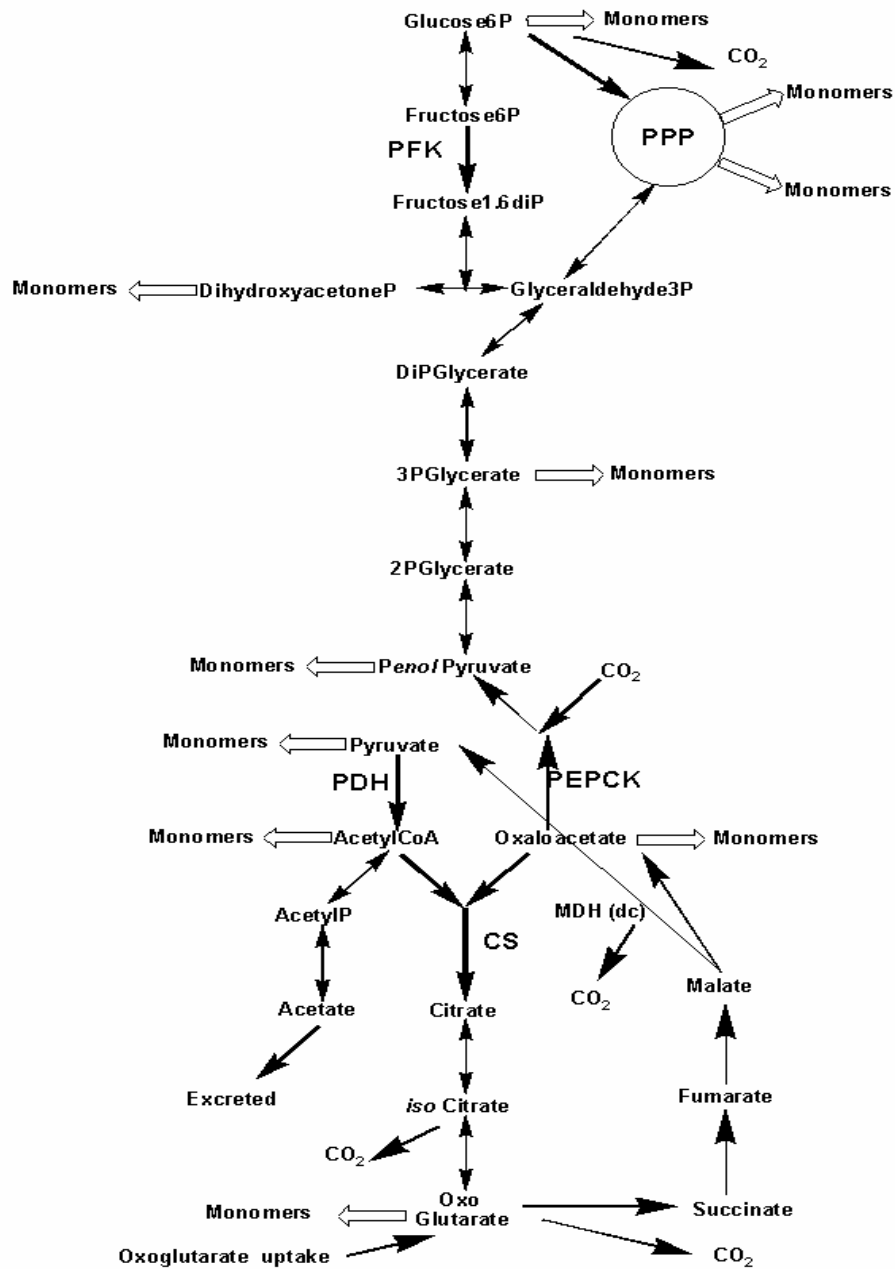 Glucose6P
Monomers
CO2
Fructose6P
Monomers
PFK
PPP
Monomers
Fructose1.6diP
Monomers
DihydroxyacetoneP
Glyceraldehyde3P
DiPGlycerate
3PGlycerate
Monomers
2PGlycerate
Monomers
PenolPyruvate
CO2
Monomers
Pyruvate
PDH
PEPCK
Monomers
AcetylCoA
Oxaloacetate
Monomers
AcetylP
MDH (dc)
CS
CO2
Malate
Acetate
Citrate
Excreted
Fumarate
iso Citrate
CO2
Oxo
Glutarate
Monomers
Succinate
Oxoglutarate uptake
CO2